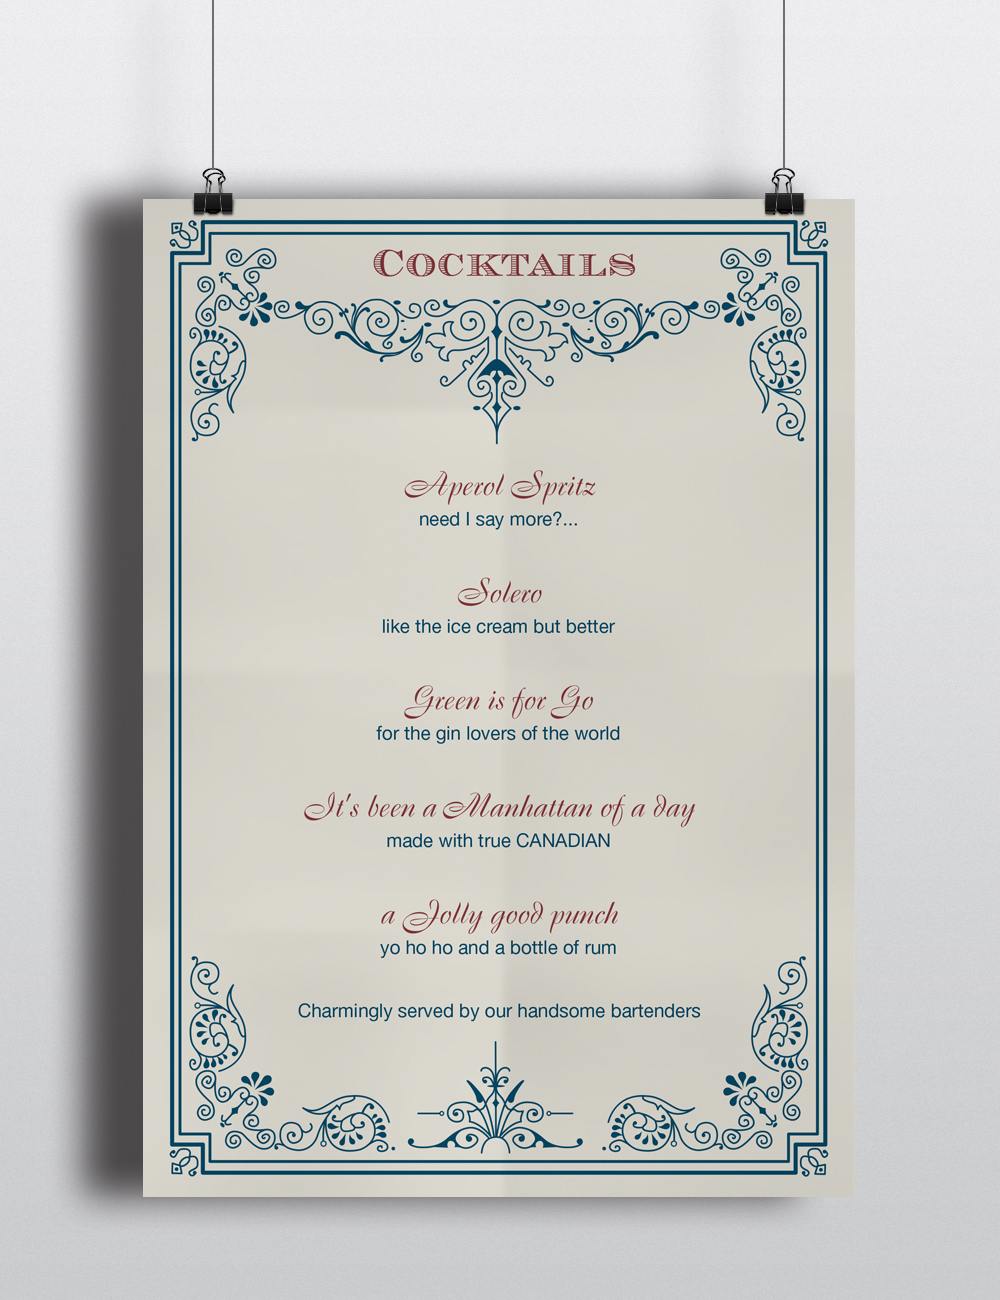 COCKTAILS
Aperol Spritz
need I say more?...
Solero
like the ice cream but better
Green is for Go
for the gin lovers of the world
It's been a Manhattan of a day
made with true CANADIAN
a Jolly good punch
yo ho ho and a bottle of rum
Charmingly served by our handsome bartenders